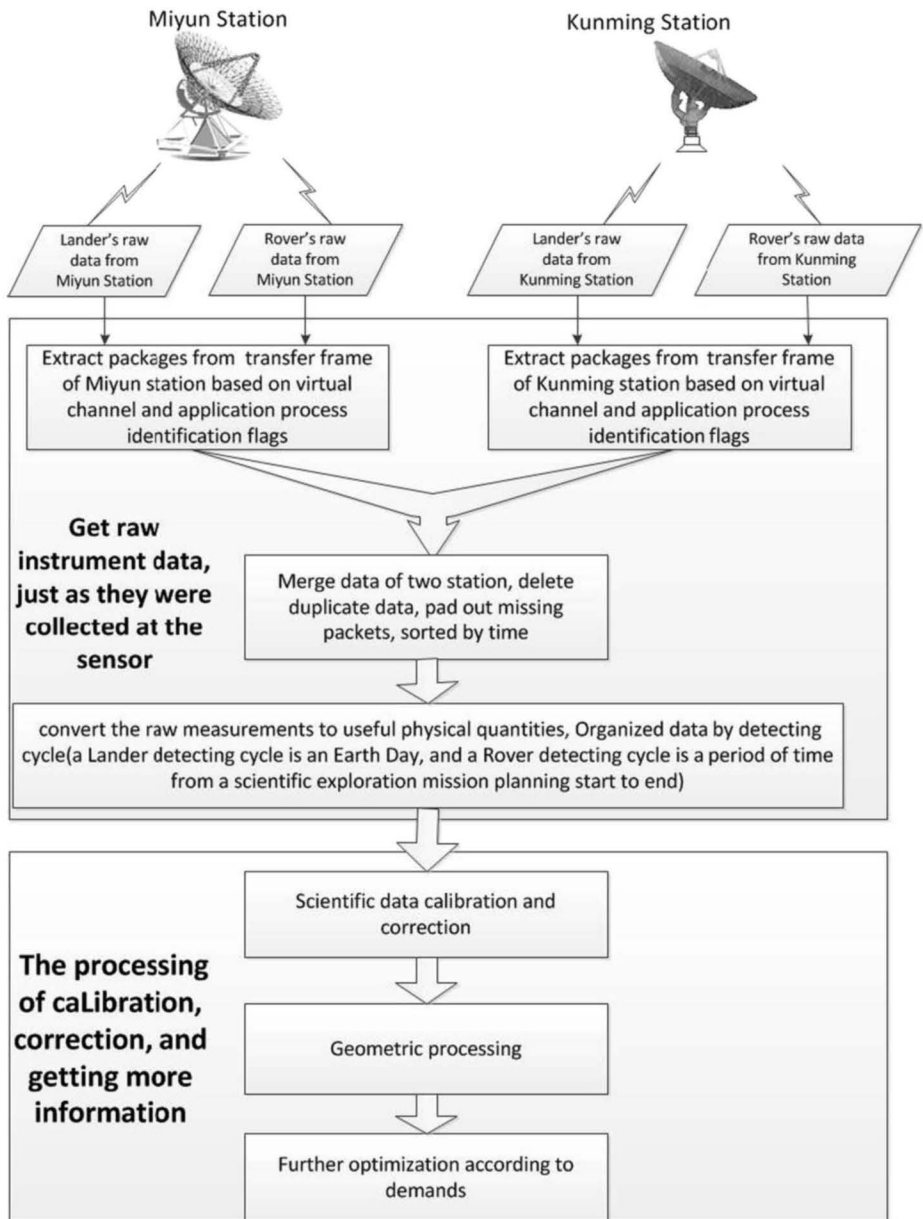 Miyun Station
Kunming Station
Lander's raw
data from
Miyun Station
Rover's raw
data from
Miyun Station
Lander's raw
data from
Kunming Station
Rover's raw data
from Kunming
Station
Extract packages from transfer frame
of Miyun station based on virtual
channel and application process
identification flags
Extract packages from transfer frame
of Kunming station based on virtual
channel and application process
identification flags
Get raw
instrument data,
just as they were
collected at the
sensor
Merge data of two station, delete
duplicate data, pad out missing
packets, sorted by time
convert the raw measurements to useful physical quantities, Organized data by detecting
cycle(a Lander detecting cycle is an Earth Day, and a Rover detecting cycle is a period of time
from a scientific exploration mission planning start to end)
The processing
of caLibration,
correction, and
getting more
information
Scientific data calibration and
correction
Geometric processing
Further optimization according to
demands